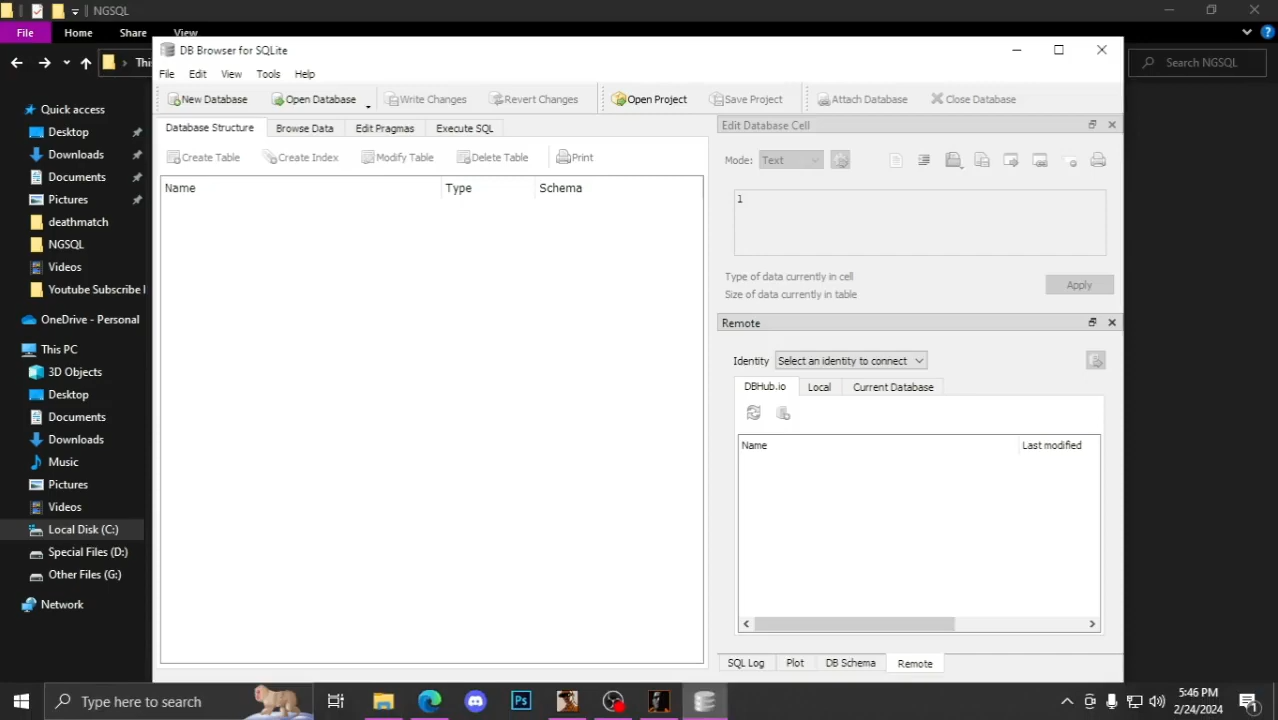 NGSQL
File Home Share View
This
Search NGSQL
Quick access
Desktop
Downloads
Documents
Pictures
deathmatch
NGSQL
Videos
Youtube Subscribe
OneDrive - Personal
This PC
3D Objects
Desktop
Documents
Downloads
Music
Pictures
Videos
Local Disk (C:)
Special Files (D:)
Other Files (G:)
Network
DB Browser for SQLite
File Edit View Tools Help
New Database Open Database Write Changes Revert Changes Open Project Save Project Attach Database Close Database
Database Structure Browse Data Edit Pragmas Execute SQL
Create Table Create Index Modify Table Delete Table Print
Name Type Schema
Edit Database Cell
Mode: Text
1
Type of data currently in cell
Size of data currently in table
Apply
Remote
Identity Select an identity to connect
DBHub.io Local Current Database
Name Last modified
SQL Log Plot DB Schema Remote
Type here to search
Ps
5:46 PM
2/24/2024
1